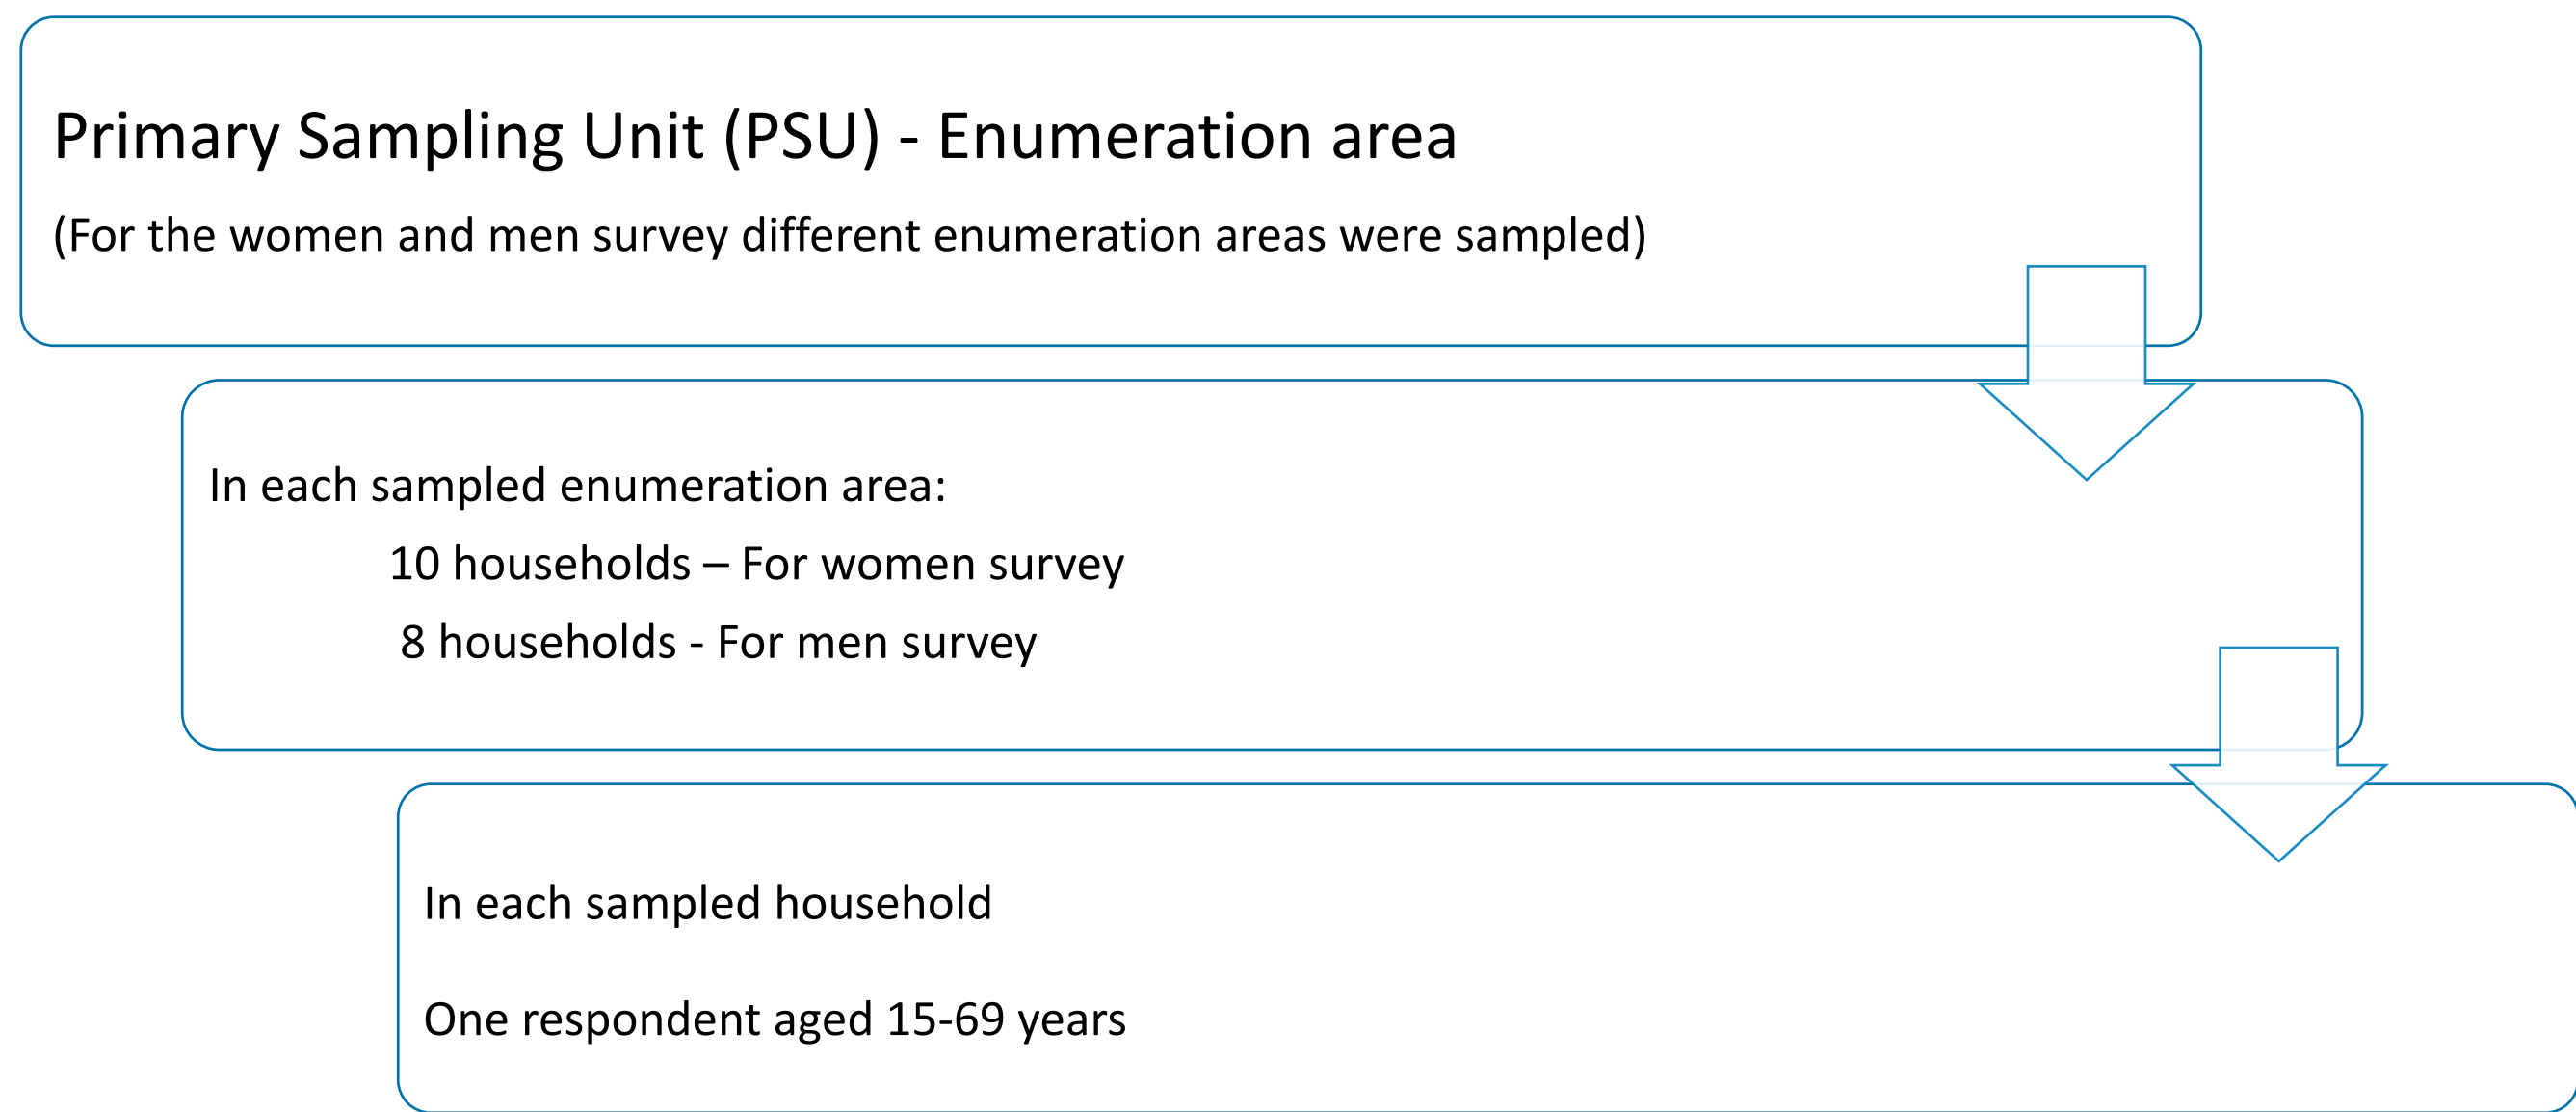 Primary Sampling Unit (PSU) - Enumeration area
(For the women and men survey different enumeration areas were sampled)
In each sampled enumeration area:
10 households – For women survey
8 households - For men survey
In each sampled household
One respondent aged 15-69 years